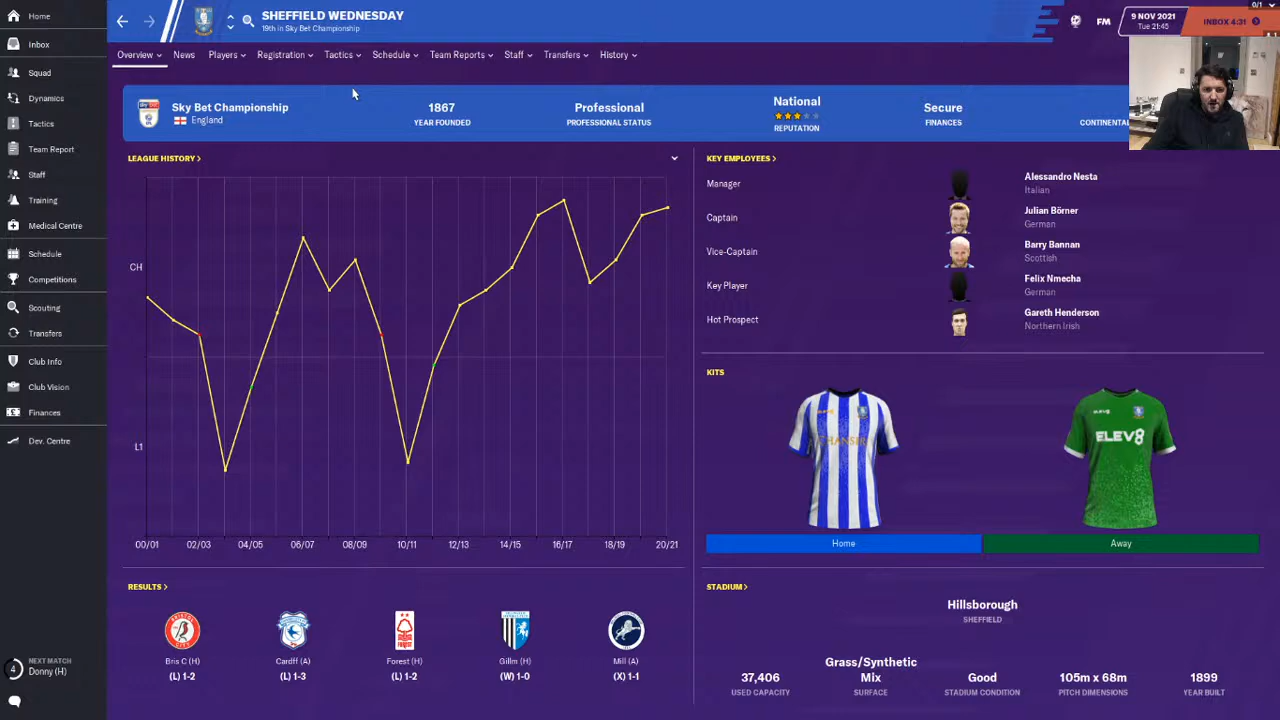 SHEFFIELD WEDNESDAY
19th in Sky Bet Championship
FM
9 NOV 2021
Tue 21:45
0/1
INBOX 4:31
Home
Inbox
Squad
Dynamics
Tactics
Team Report
Staff
Training
Medical Centre
Schedule
Competitions
Scouting
Transfers
Club Info
Club Vision
Finances
Dev. Centre
4
NEXT MATCH
Donny (H)
Overview
News
Players
Registration
Tactics
Schedule
Team Reports
Staff
Transfers
History
Sky Bet Championship
England
1867
YEAR FOUNDED
Professional
PROFESSIONAL STATUS
National
REPUTATION
Secure
FINANCES
CONTINENTAL
LEAGUE HISTORY >
CH
L1
00/01 02/03 04/05 06/07 08/09 10/11 12/13 14/15 16/17 18/19 20/21
KEY EMPLOYEES >
Manager
Alessandro Nesta
Italian
Captain
Julian Börner
German
Vice-Captain
Barry Bannan
Scottish
Key Player
Felix Nmecha
German
Hot Prospect
Gareth Henderson
Northern Irish
KITS
CHANSIRI
ELEV8
ELEV8
Home
Away
RESULTS >
Bris C (H)
(L) 1-2
Cardff (A)
(L) 1-3
Forest (H)
(L) 1-2
Gillm (H)
(W) 1-0
Mill (A)
(X) 1-1
STADIUM >
Hillsborough
SHEFFIELD
37,406
USED CAPACITY
Grass/Synthetic
Mix
SURFACE
Good
STADIUM CONDITION
105m x 68m
PITCH DIMENSIONS
1899
YEAR BUILT